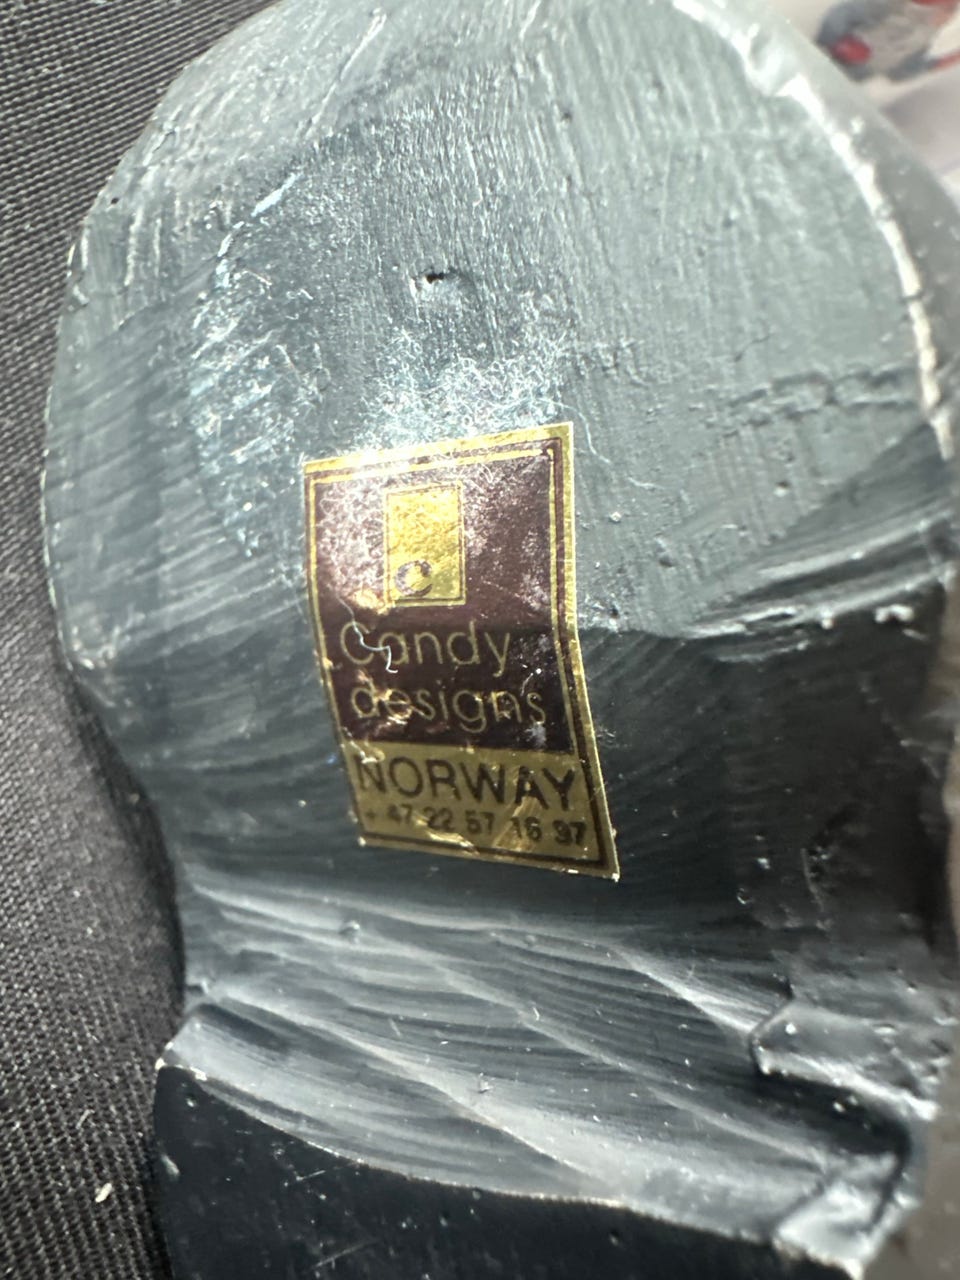 C
Candy
designs
NORWAY
+ 47 22 57 16 97